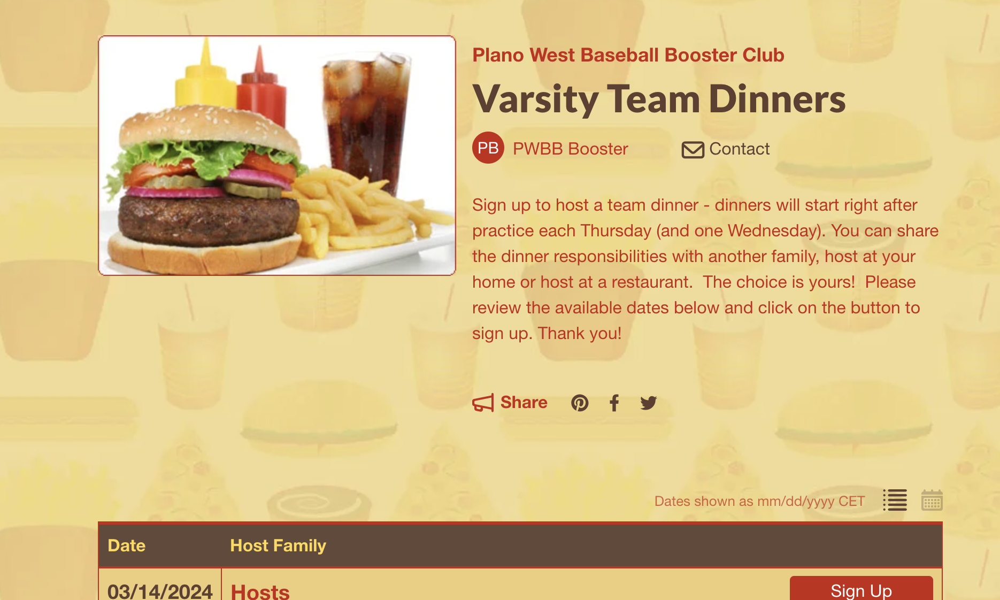 Plano West Baseball Booster Club
Varsity Team Dinners
PB PWBB Booster Contact
Sign up to host a team dinner - dinners will start right after
practice each Thursday (and one Wednesday). You can share
the dinner responsibilities with another family, host at your
home or host at a restaurant.  The choice is yours!  Please
review the available dates below and click on the button to
sign up. Thank you!
Share
Dates shown as mm/dd/yyyy CET
Date Host Family
03/14/2024 Hosts Sign Up